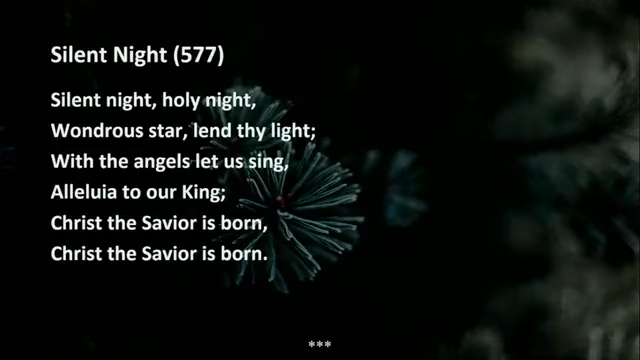 Silent Night (577)
Silent night, holy night,
Wondrous star, lend thy light;
With the angels let us sing,
Alleluia to our King;
Christ the Savior is born,
Christ the Savior is born.
***